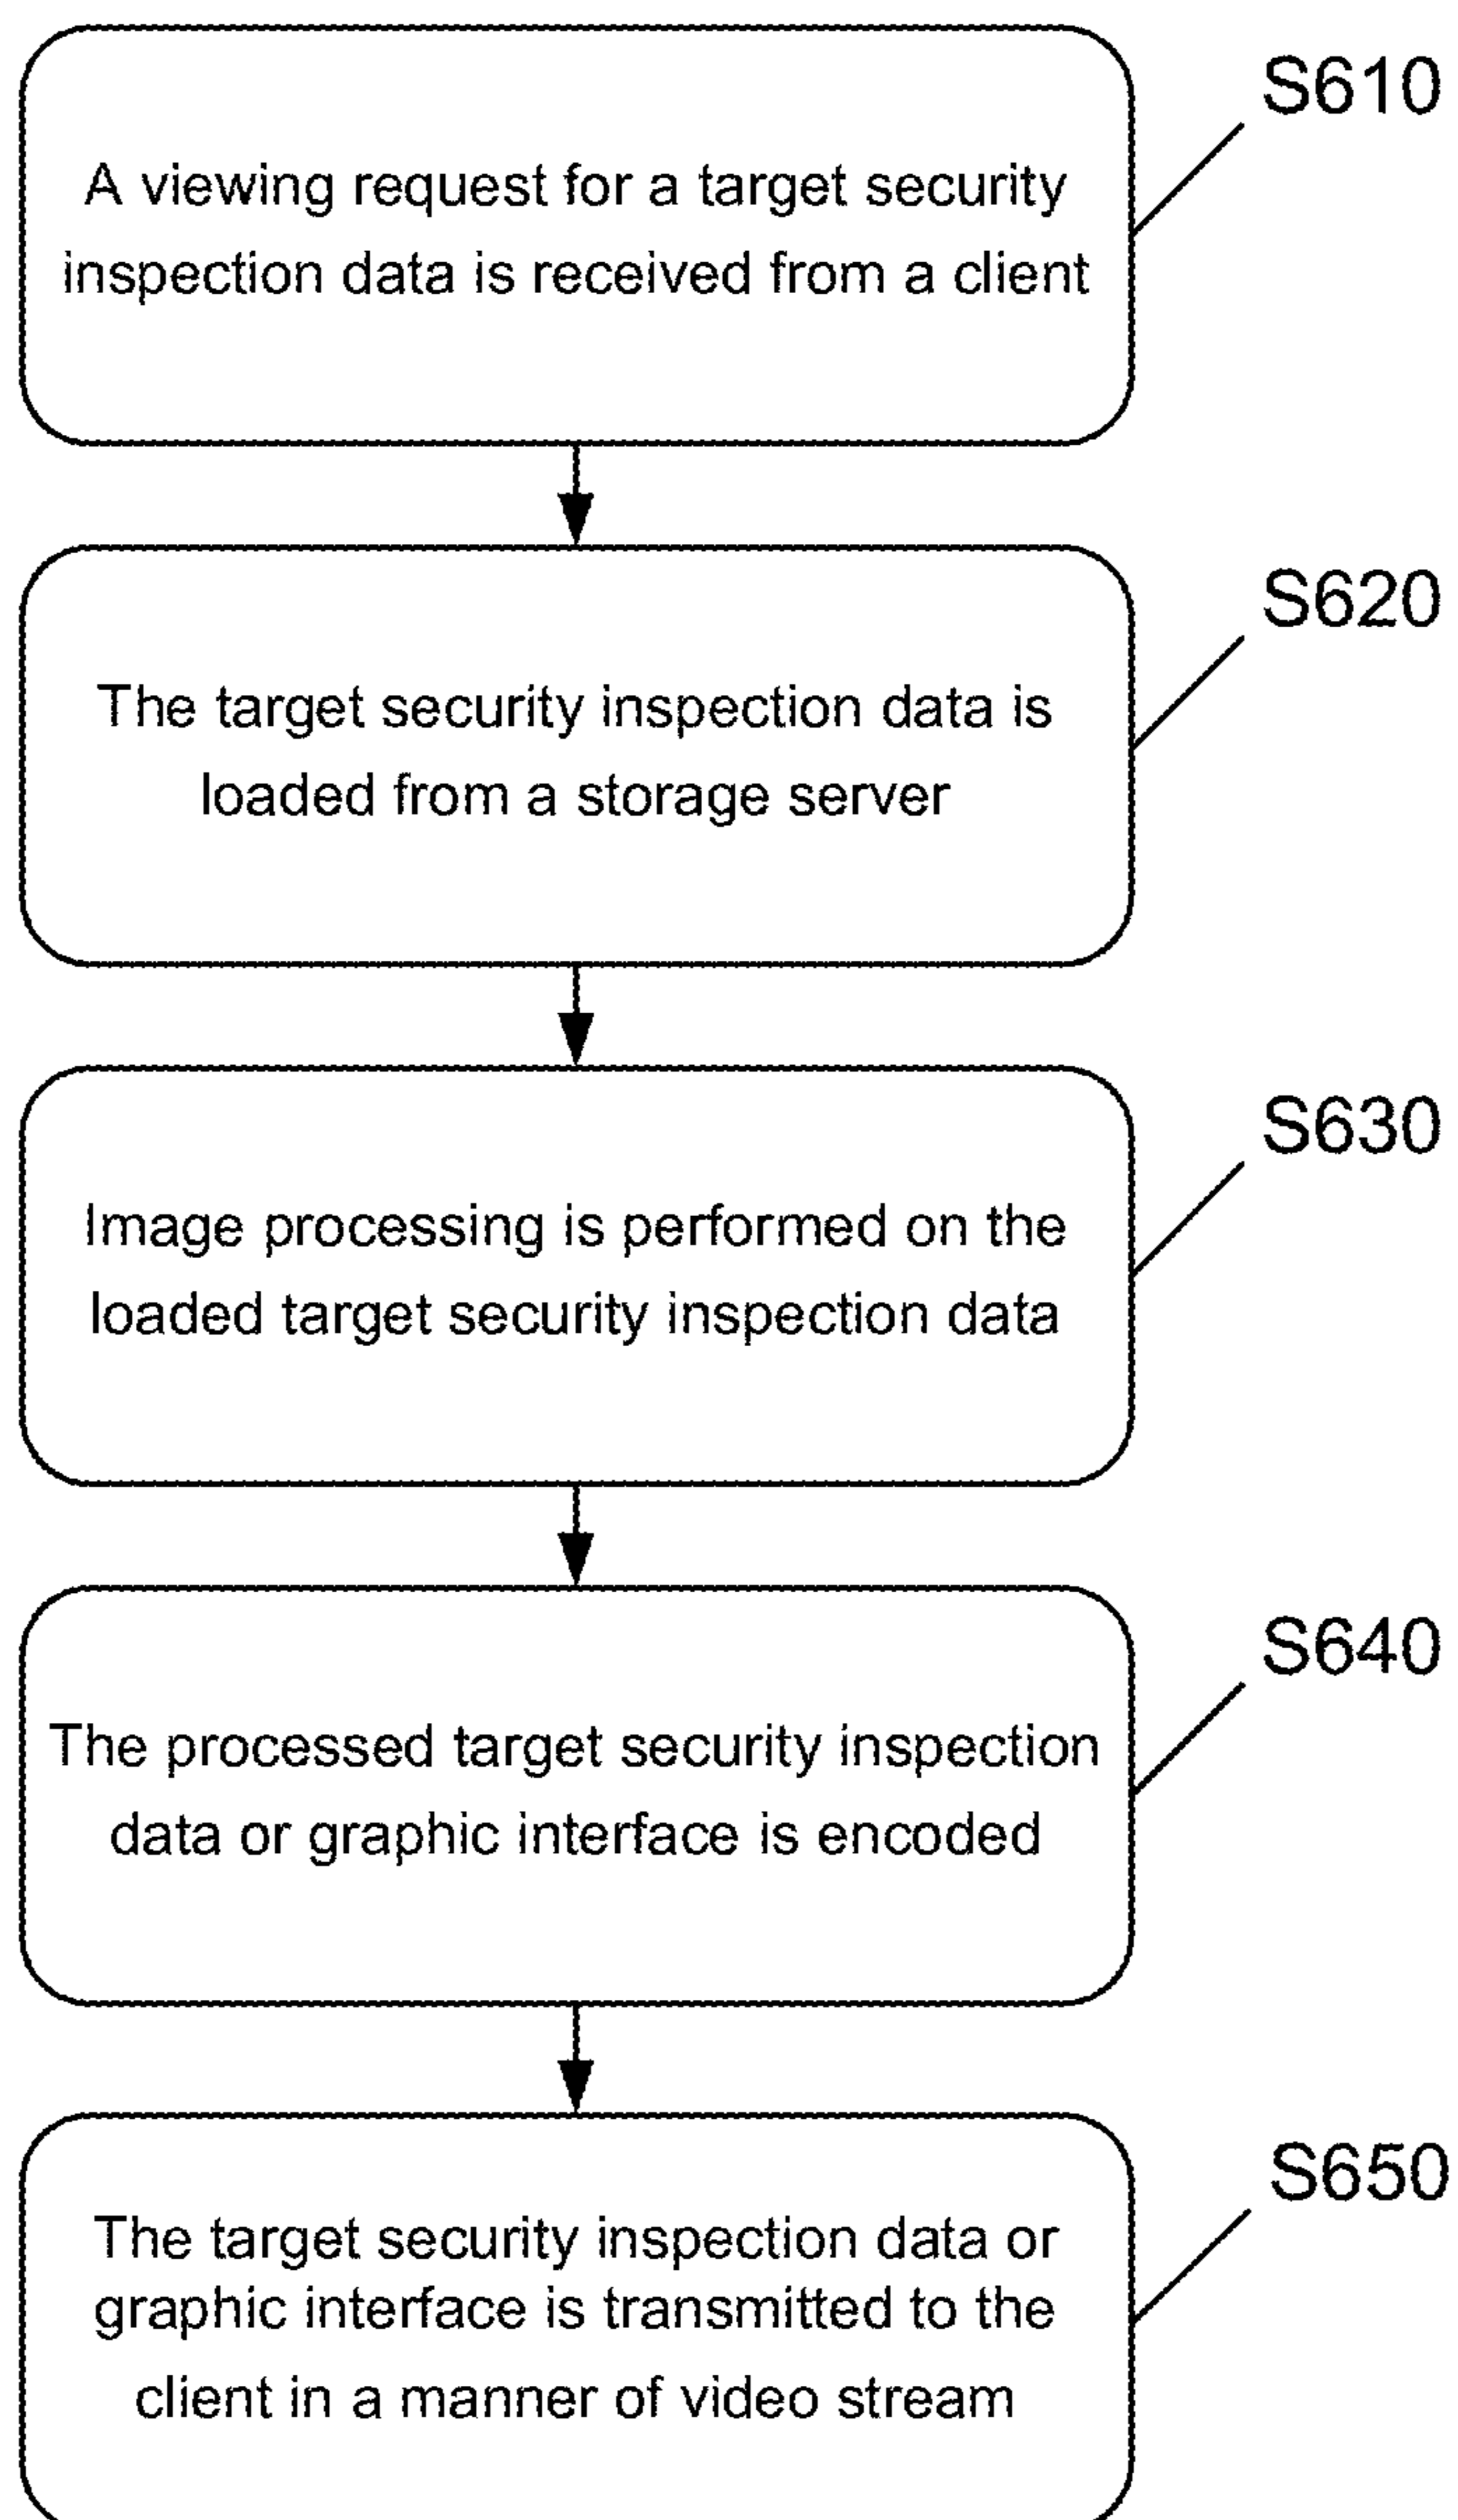 S610
A viewing request for a target security
inspection data is received from a client
S620
The target security inspection data is
loaded from a storage server
S630
Image processing is performed on the
loaded target security inspection data
S640
The processed target security inspection
data or graphic interface is encoded
S650
The target security inspection data or
graphic interface is transmitted to the
client in a manner of video stream